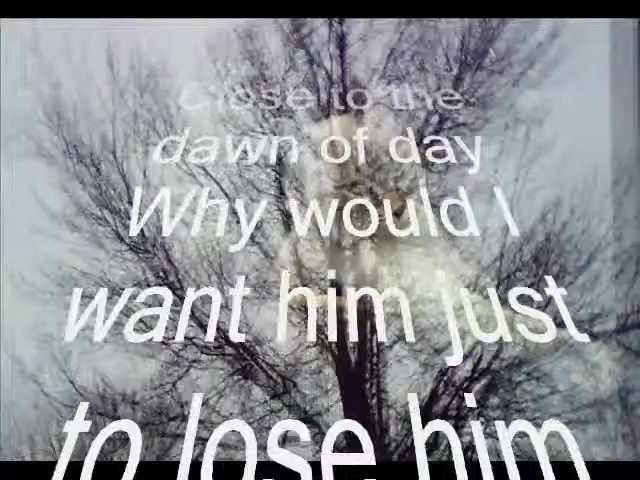 Close to the
dawn of day
Why would I
want him just
to lose him